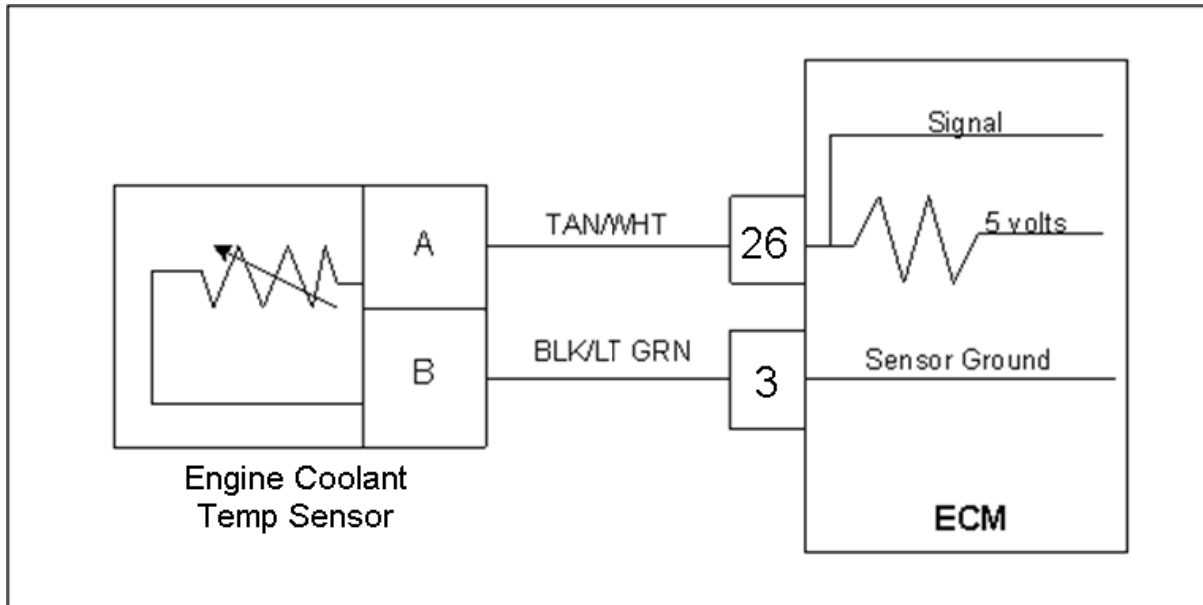 Signal
TAN/WHT
A
26
5 volts
BLK/LT GRN
B
3
Sensor Ground
Engine Coolant
Temp Sensor
ECM